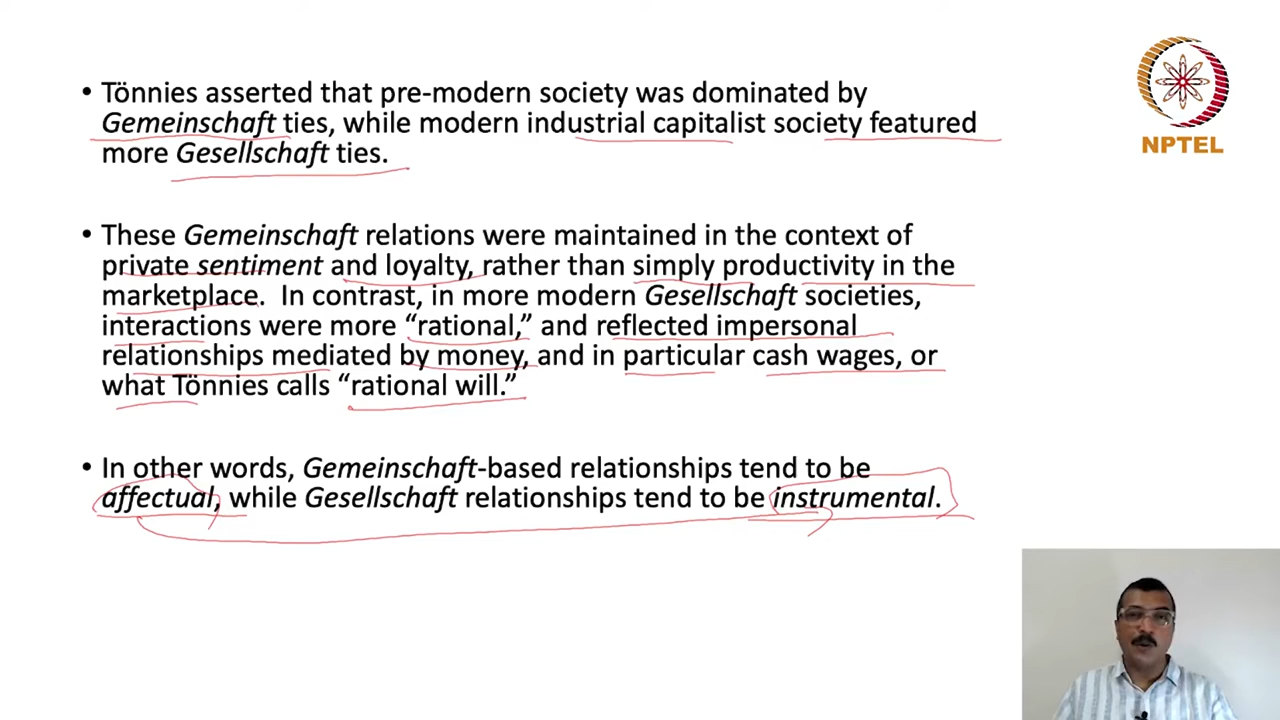 • Tönnies asserted that pre-modern society was dominated by
Gemeinschaft ties, while modern industrial capitalist society featured
more Gesellschaft ties.
• These Gemeinschaft relations were maintained in the context of
private sentiment and loyalty, rather than simply productivity in the
marketplace. In contrast, in more modern Gesellschaft societies,
interactions were more “rational,” and reflected impersonal
relationships mediated by money, and in particular cash wages, or
what Tönnies calls “rational will.”
• In other words, Gemeinschaft-based relationships tend to be
affectual, while Gesellschaft relationships tend to be instrumental.
NPTEL